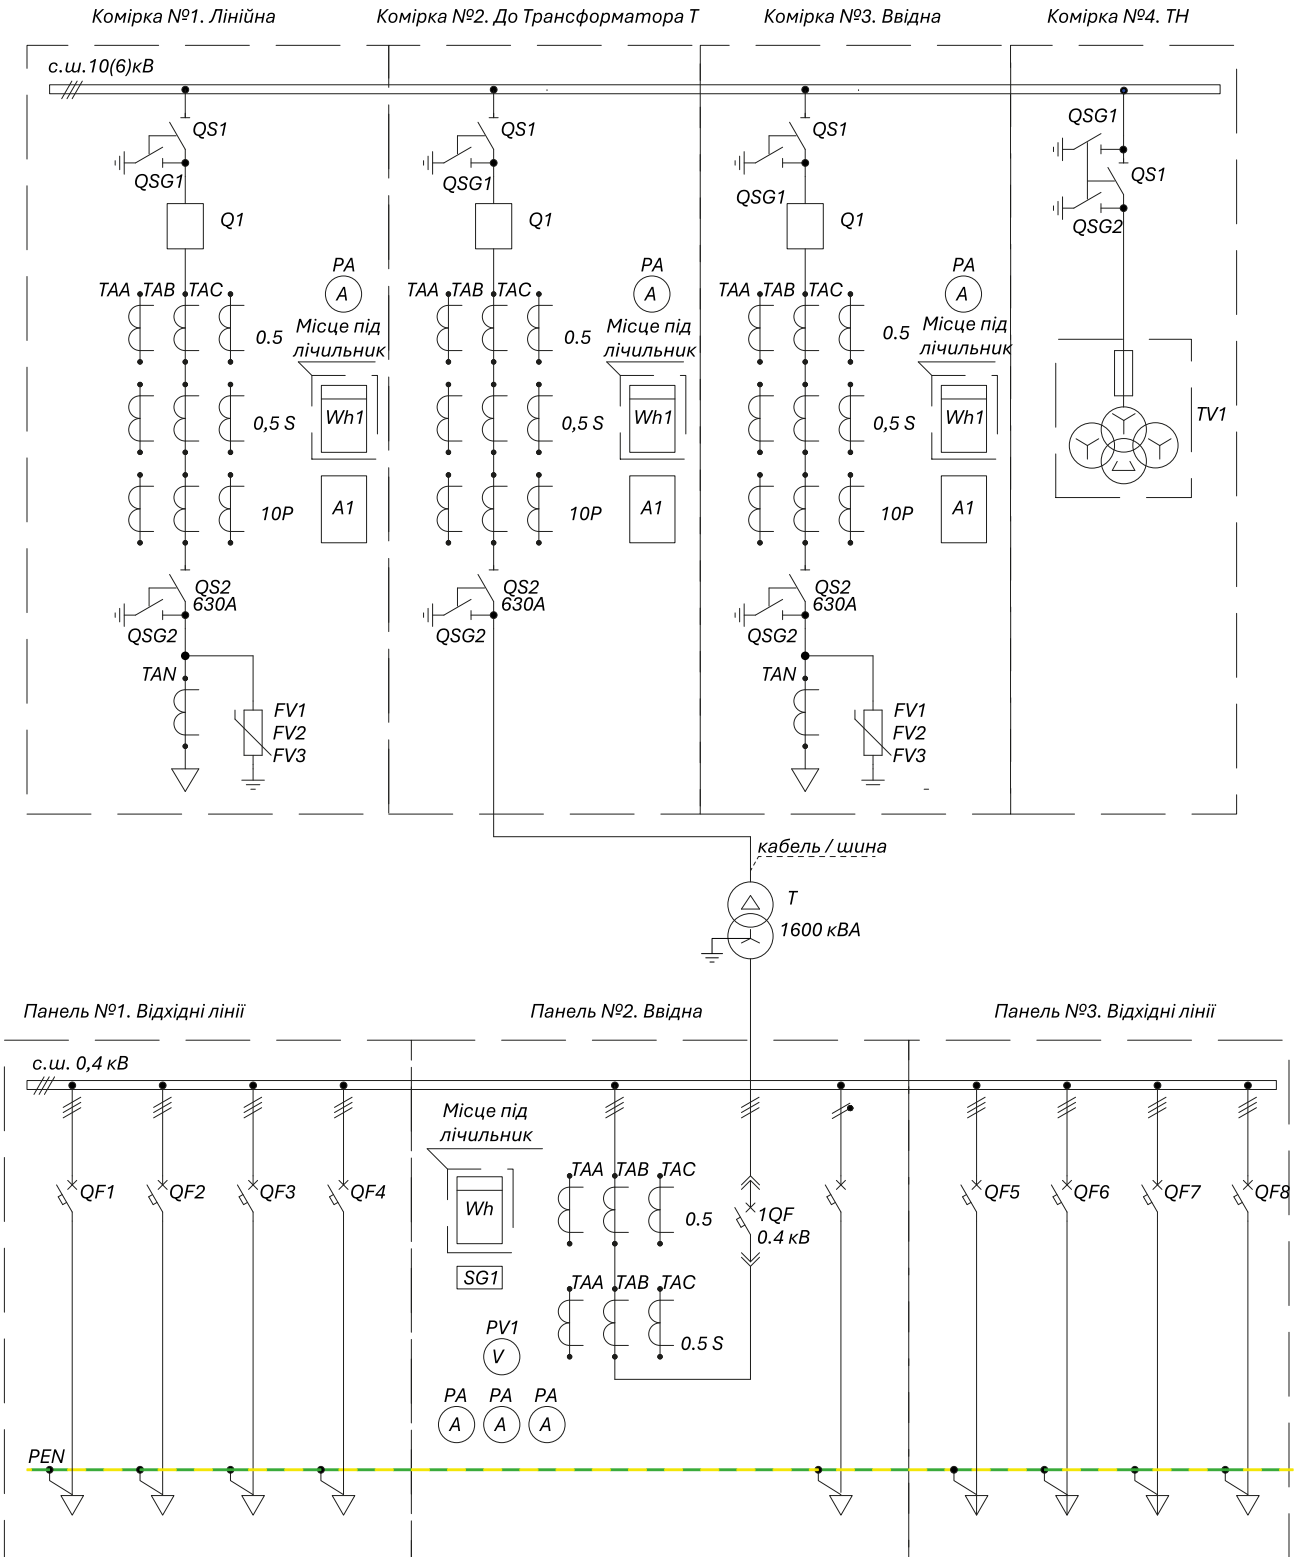 Комірка №1. Лінійна
Комірка №2. До Трансформатора Т
Комірка №3. Ввідна
Комірка №4. ТН
с.ш.10(6)кВ
QS1
QSG1
Q1
PA
A
TAA
TAB
TAC
0.5
Місце під
лічильник
Wh1
0,5 S
10P
A1
QS2
630A
QSG2
TAN
FV1
FV2
FV3
QS1
QSG1
Q1
PA
A
TAA
TAB
TAC
0.5
Місце під
лічильник
Wh1
0,5 S
10P
A1
QS2
630A
QSG2
QS1
QSG1
Q1
PA
A
TAA
TAB
TAC
0.5
Місце під
лічильник
Wh1
0,5 S
10P
A1
QS2
630A
QSG2
TAN
FV1
FV2
FV3
QSG1
QS1
QSG2
TV1
кабель / шина
Т
1600 кВА
Панель №1. Відхідні лінії
Панель №2. Ввідна
Панель №3. Відхідні лінії
с.ш. 0,4 кВ
QF1
QF2
QF3
QF4
Місце під
лічильник
Wh
SG1
PV1
V
PA
PA
PA
A
A
A
TAA
TAB
TAC
0.5
TAA
TAB
TAC
0.5 S
1QF
0.4 кВ
QF5
QF6
QF7
QF8
PEN